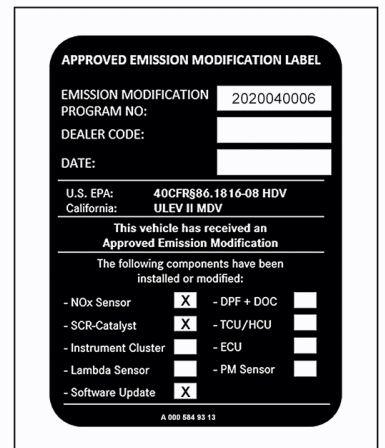 APPROVED EMISSION MODIFICATION LABEL
EMISSION MODIFICATION
PROGRAM NO:
2020040006
DEALER CODE:
DATE:
U.S. EPA: 40CFR§86.1816-08 HDV
California: ULEV II MDV
This vehicle has received an
Approved Emission Modification
The following components have been
installed or modified:
- NOx Sensor X - DPF + DOC
- SCR-Catalyst X - TCU/HCU
- Instrument Cluster - ECU
- Lambda Sensor - PM Sensor
- Software Update X
A 000 584 93 13